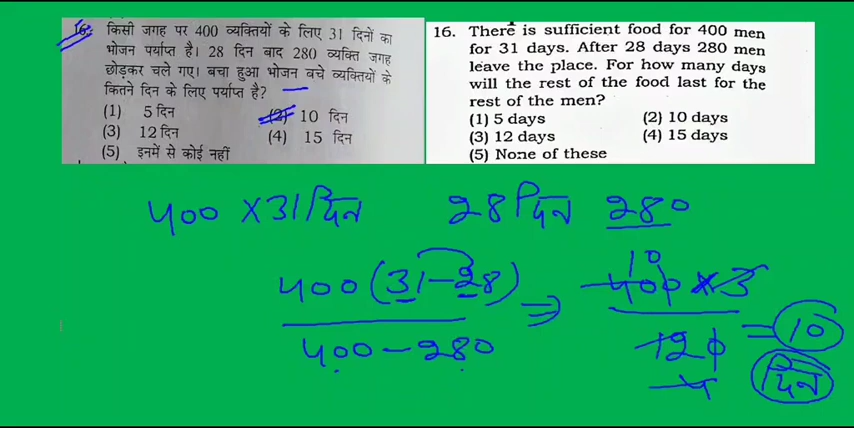 16. किसी जगह पर 400 व्यक्तियों के लिए 31 दिनों का
भोजन पर्याप्त है। 28 दिन बाद 280 व्यक्ति जगह
छोड़कर चले गए। बचा हुआ भोजन बचे व्यक्तियों के
कितने दिन के लिए पर्याप्त है?
(1) 5 दिन (2) 10 दिन
(3) 12 दिन (4) 15 दिन
(5) इनमें से कोई नहीं
16. There is sufficient food for 400 men
for 31 days. After 28 days 280 men
leave the place. For how many days
will the rest of the food last for the
rest of the men?
(1) 5 days (2) 10 days
(3) 12 days (4) 15 days
(5) None of these
400 × 31 दिन 28 दिन 280
400 (31 – 28) ⇒ 400 × 3
400 – 280 120 = 10
दिन
10
4